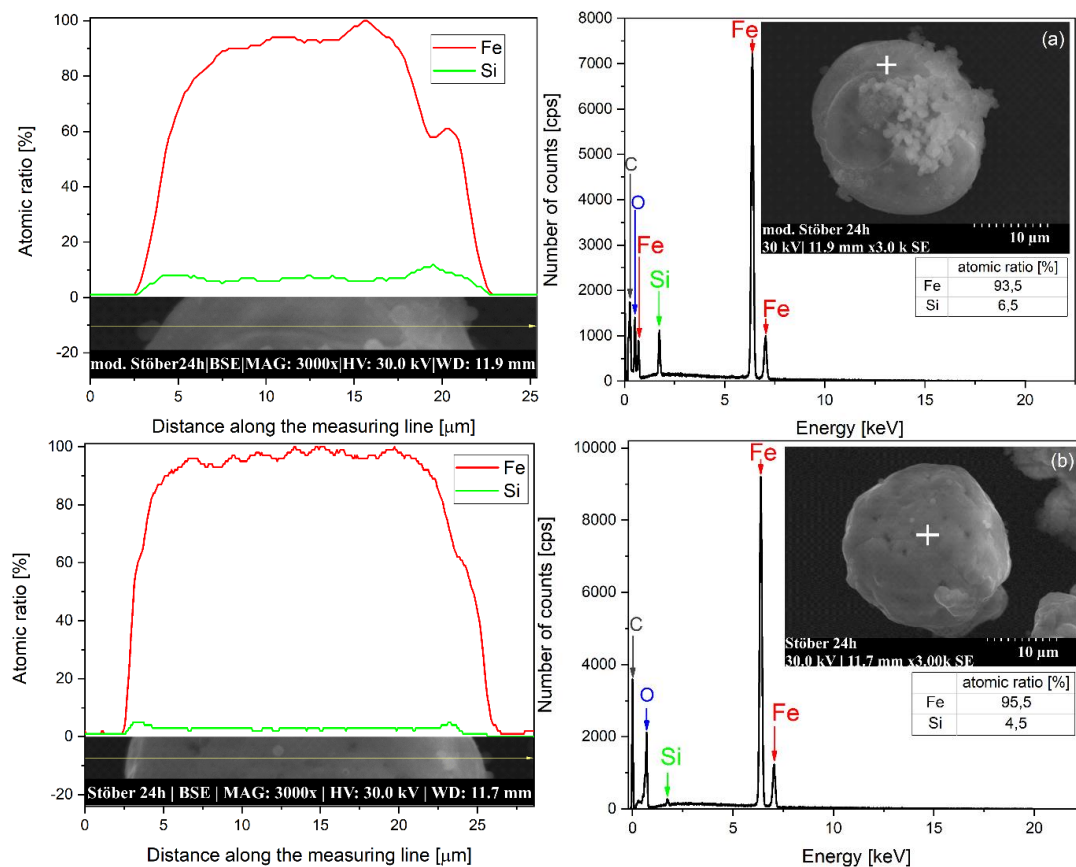 Fe
Si
100
80
60
40
20
0
-20
Atomic ratio [%]
mod. Stöber24h|BSE|MAG: 3000x|HV: 30.0 kV|WD: 11.9 mm
0 5 10 15 20 25
Distance along the measuring line [µm]
8000
7000
6000
5000
4000
3000
2000
1000
0
Number of counts [cps]
C
O
Fe
Si
Fe
Fe
(a)
mod. Stöber 24h
30 kV| 11.9 mm x3.0 k SE
10 µm
atomic ratio [%]
Fe 93,5
Si 6,5
0 5 10 15 20
Energy [keV]
Fe
Si
100
80
60
40
20
0
-20
Atomic ratio [%]
Stöber 24h | BSE | MAG: 3000x | HV: 30.0 kV | WD: 11.7 mm
0 5 10 15 20 25
Distance along the measuring line [µm]
10000
8000
6000
4000
2000
0
Number of counts [cps]
C
O
Si
Fe
Fe
(b)
Stöber 24h
30.0 kV | 11.7 mm x3.00k SE
10 µm
atomic ratio [%]
Fe 95,5
Si 4,5
0 5 10 15 20
Energy [keV]